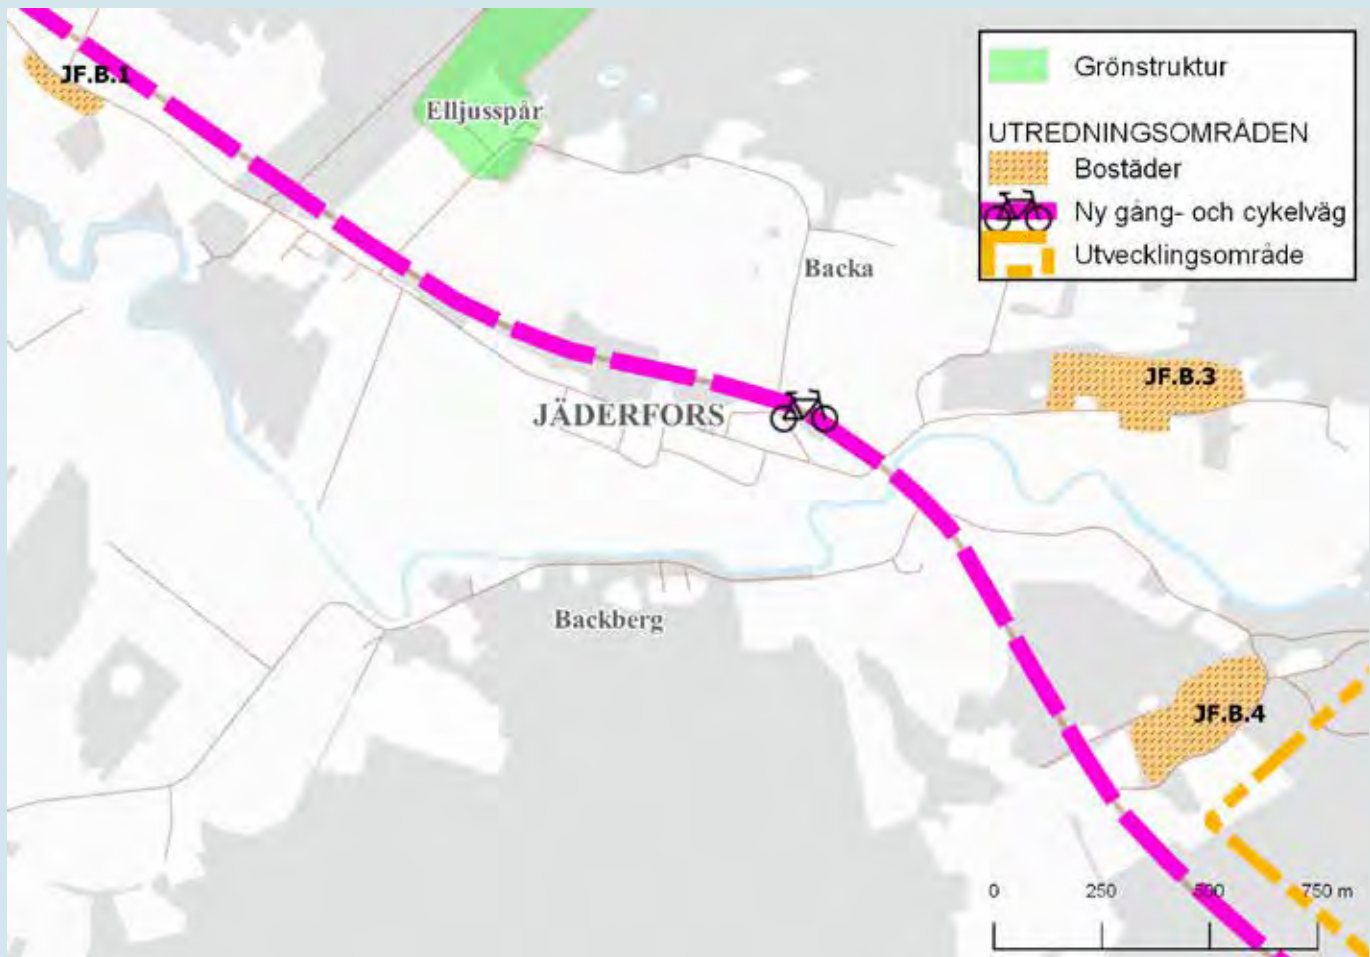 JF.B.1
Elljusspår
Grönstruktur
UTREDNINGSOMRÅDEN
Bostäder
Ny gång- och cykelväg
Utvecklingsområde
Backa
JF.B.3
JÄDERFORS
Backberg
JF.B.4
0 250 500 750 m